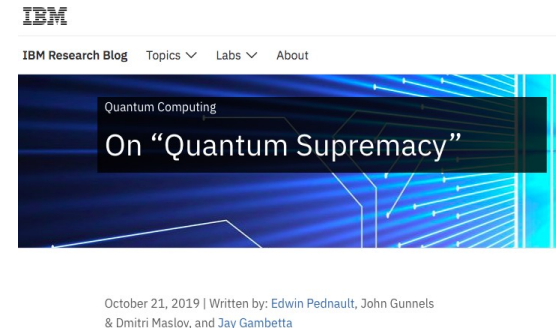 IBM
IBM Research Blog Topics Labs About
Quantum Computing
On “Quantum Supremacy”
October 21, 2019 | Written by: Edwin Pednault, John Gunnels
& Dmitri Maslov, and Jay Gambetta